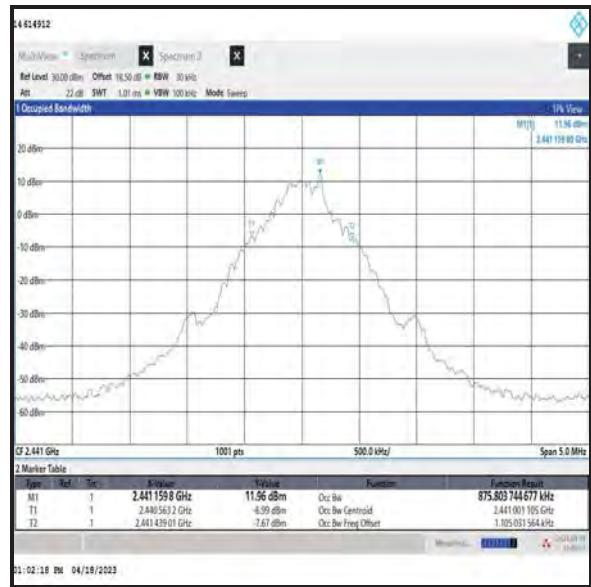 14 614912
MultiView Spectrum X Spectrum 2 X
Ref Level 30.00 dBm Offset 18.50 dB RBW 30 kHz
Att 22 dB SWT 1.01 ms VBW 100 kHz Mode Sweep
1 Occupied Bandwidth 1Pk View
M1[1] 11.96 dBm
2.441 159 80 GHz
20 dBm
M1
10 dBm
0 dBm
-10 dBm
-20 dBm
-30 dBm
-40 dBm
-50 dBm
-60 dBm
CF 2.441 GHz 1001 pts 500.0 kHz/ Span 5.0 MHz
2 Marker Table
Type Ref Trc X-Value Y-Value Function Function Result
M1 1 2.441 159 8 GHz 11.96 dBm Occ Bw 875.803 744 677 kHz
T1 1 2.440 563 2 GHz -6.99 dBm Occ Bw Centroid 2.441 001 105 GHz
T2 1 2.441 439 01 GHz -7.67 dBm Occ Bw Freq Offset 1.105 031 564 kHz
01:02:18 PM 04/18/2023